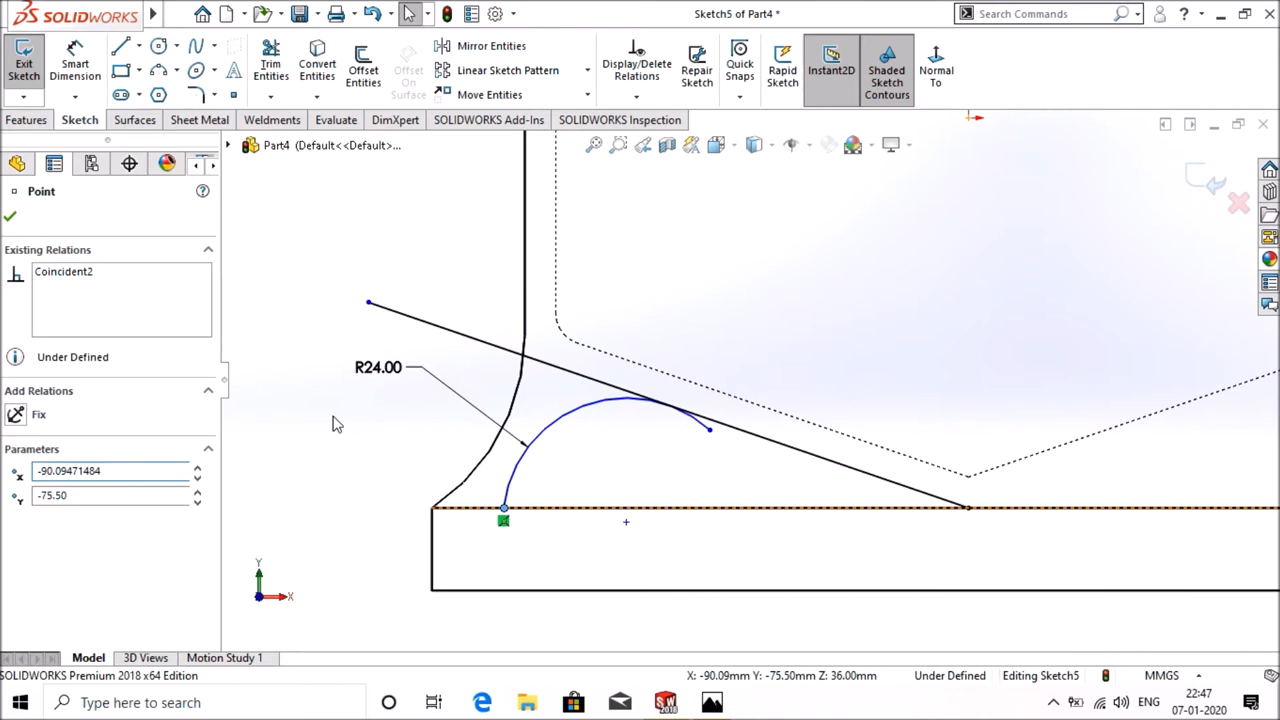 SOLIDWORKS
Sketch5 of Part4 *
Search Commands
?
Exit Sketch
Smart Dimension
Trim Entities
Convert Entities
Offset Entities
Offset On Surface
Mirror Entities
Linear Sketch Pattern
Move Entities
Display/Delete Relations
Repair Sketch
Quick Snaps
Rapid Sketch
Instant2D
Shaded Sketch Contours
Normal To
Features
Sketch
Surfaces
Sheet Metal
Weldments
Evaluate
DimXpert
SOLIDWORKS Add-Ins
SOLIDWORKS Inspection
Part4 (Default<<Default>...
Point
Existing Relations
Coincident2
Under Defined
Add Relations
Fix
Parameters
X
-90.09471484
Y
-75.50
R24.00
Y
X
Model
3D Views
Motion Study 1
SOLIDWORKS Premium 2018 x64 Edition
X: -90.09mm Y: -75.50mm Z: 36.00mm
Under Defined
Editing Sketch5
MMGS
Type here to search
SW
2018
ENG
22:47
07-01-2020